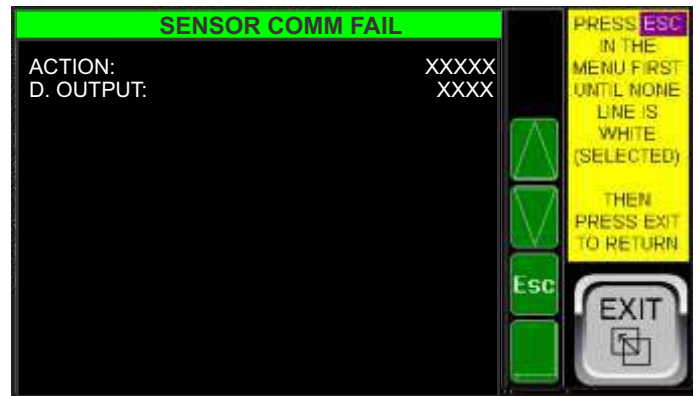 SENSOR COMM FAIL
ACTION: XXXXX
D. OUTPUT: XXXX
PRESS ESC
IN THE
MENU FIRST
UNTIL NONE
LINE IS
WHITE
(SELECTED)
THEN
PRESS EXIT
TO RETURN
Esc
EXIT